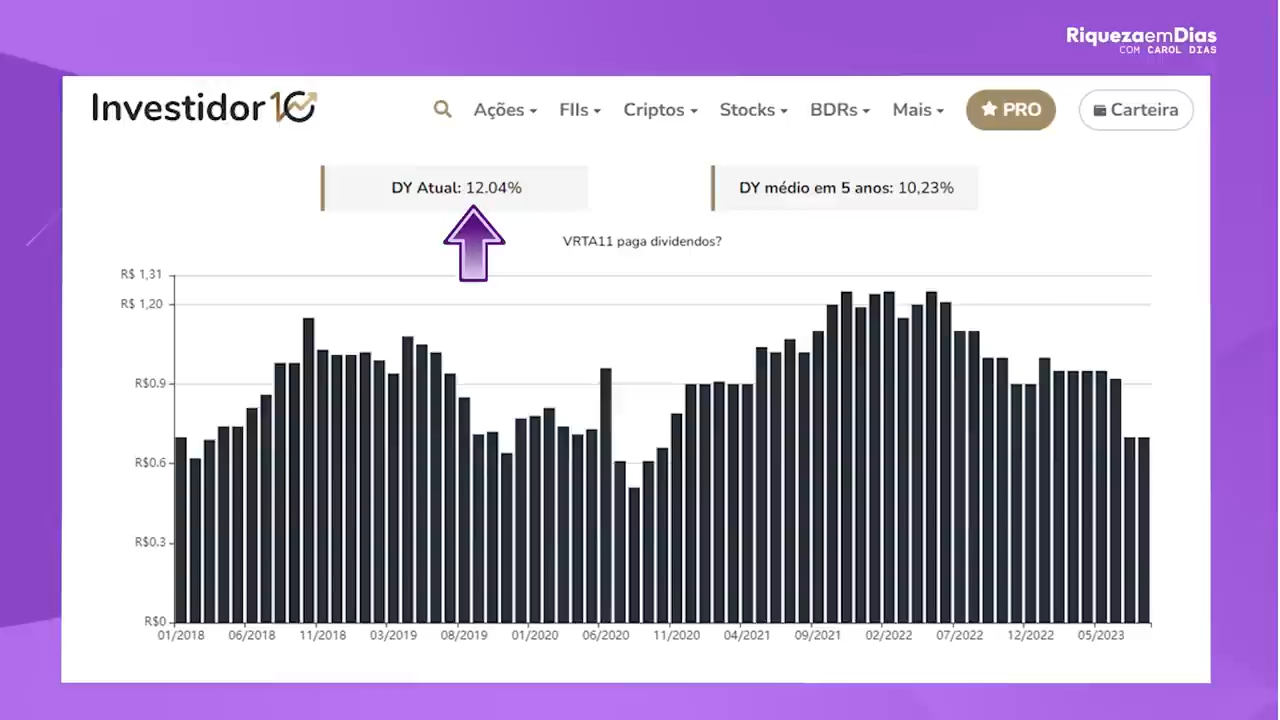 RiquezaemDias
COM CAROL DIAS
Investidor10
Ações
FIIs
Criptos
Stocks
BDRs
Mais
PRO
Carteira
DY Atual: 12.04%
DY médio em 5 anos: 10,23%
VRTA11 paga dividendos?
R$ 1,31
R$ 1,20
R$0.9
R$0.6
R$0.3
R$0
01/2018
06/2018
11/2018
03/2019
08/2019
01/2020
06/2020
11/2020
04/2021
09/2021
02/2022
07/2022
12/2022
05/2023